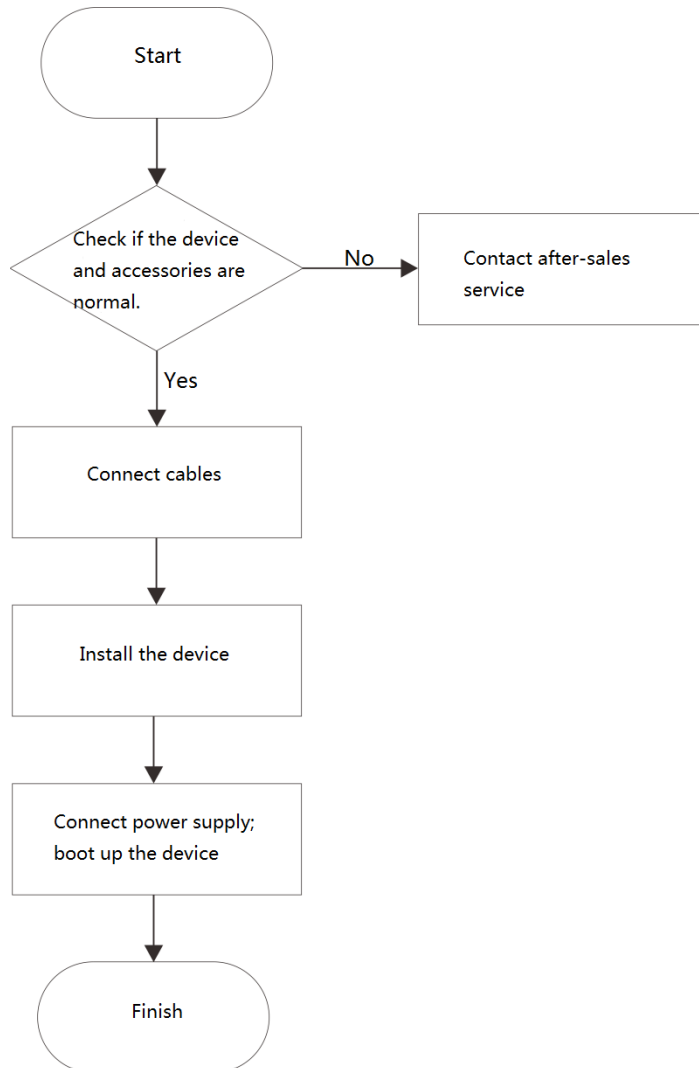 Start
Check if the device
and accessories are
normal.
No
Contact after-sales
service
Yes
Connect cables
Install the device
Connect power supply;
boot up the device
Finish